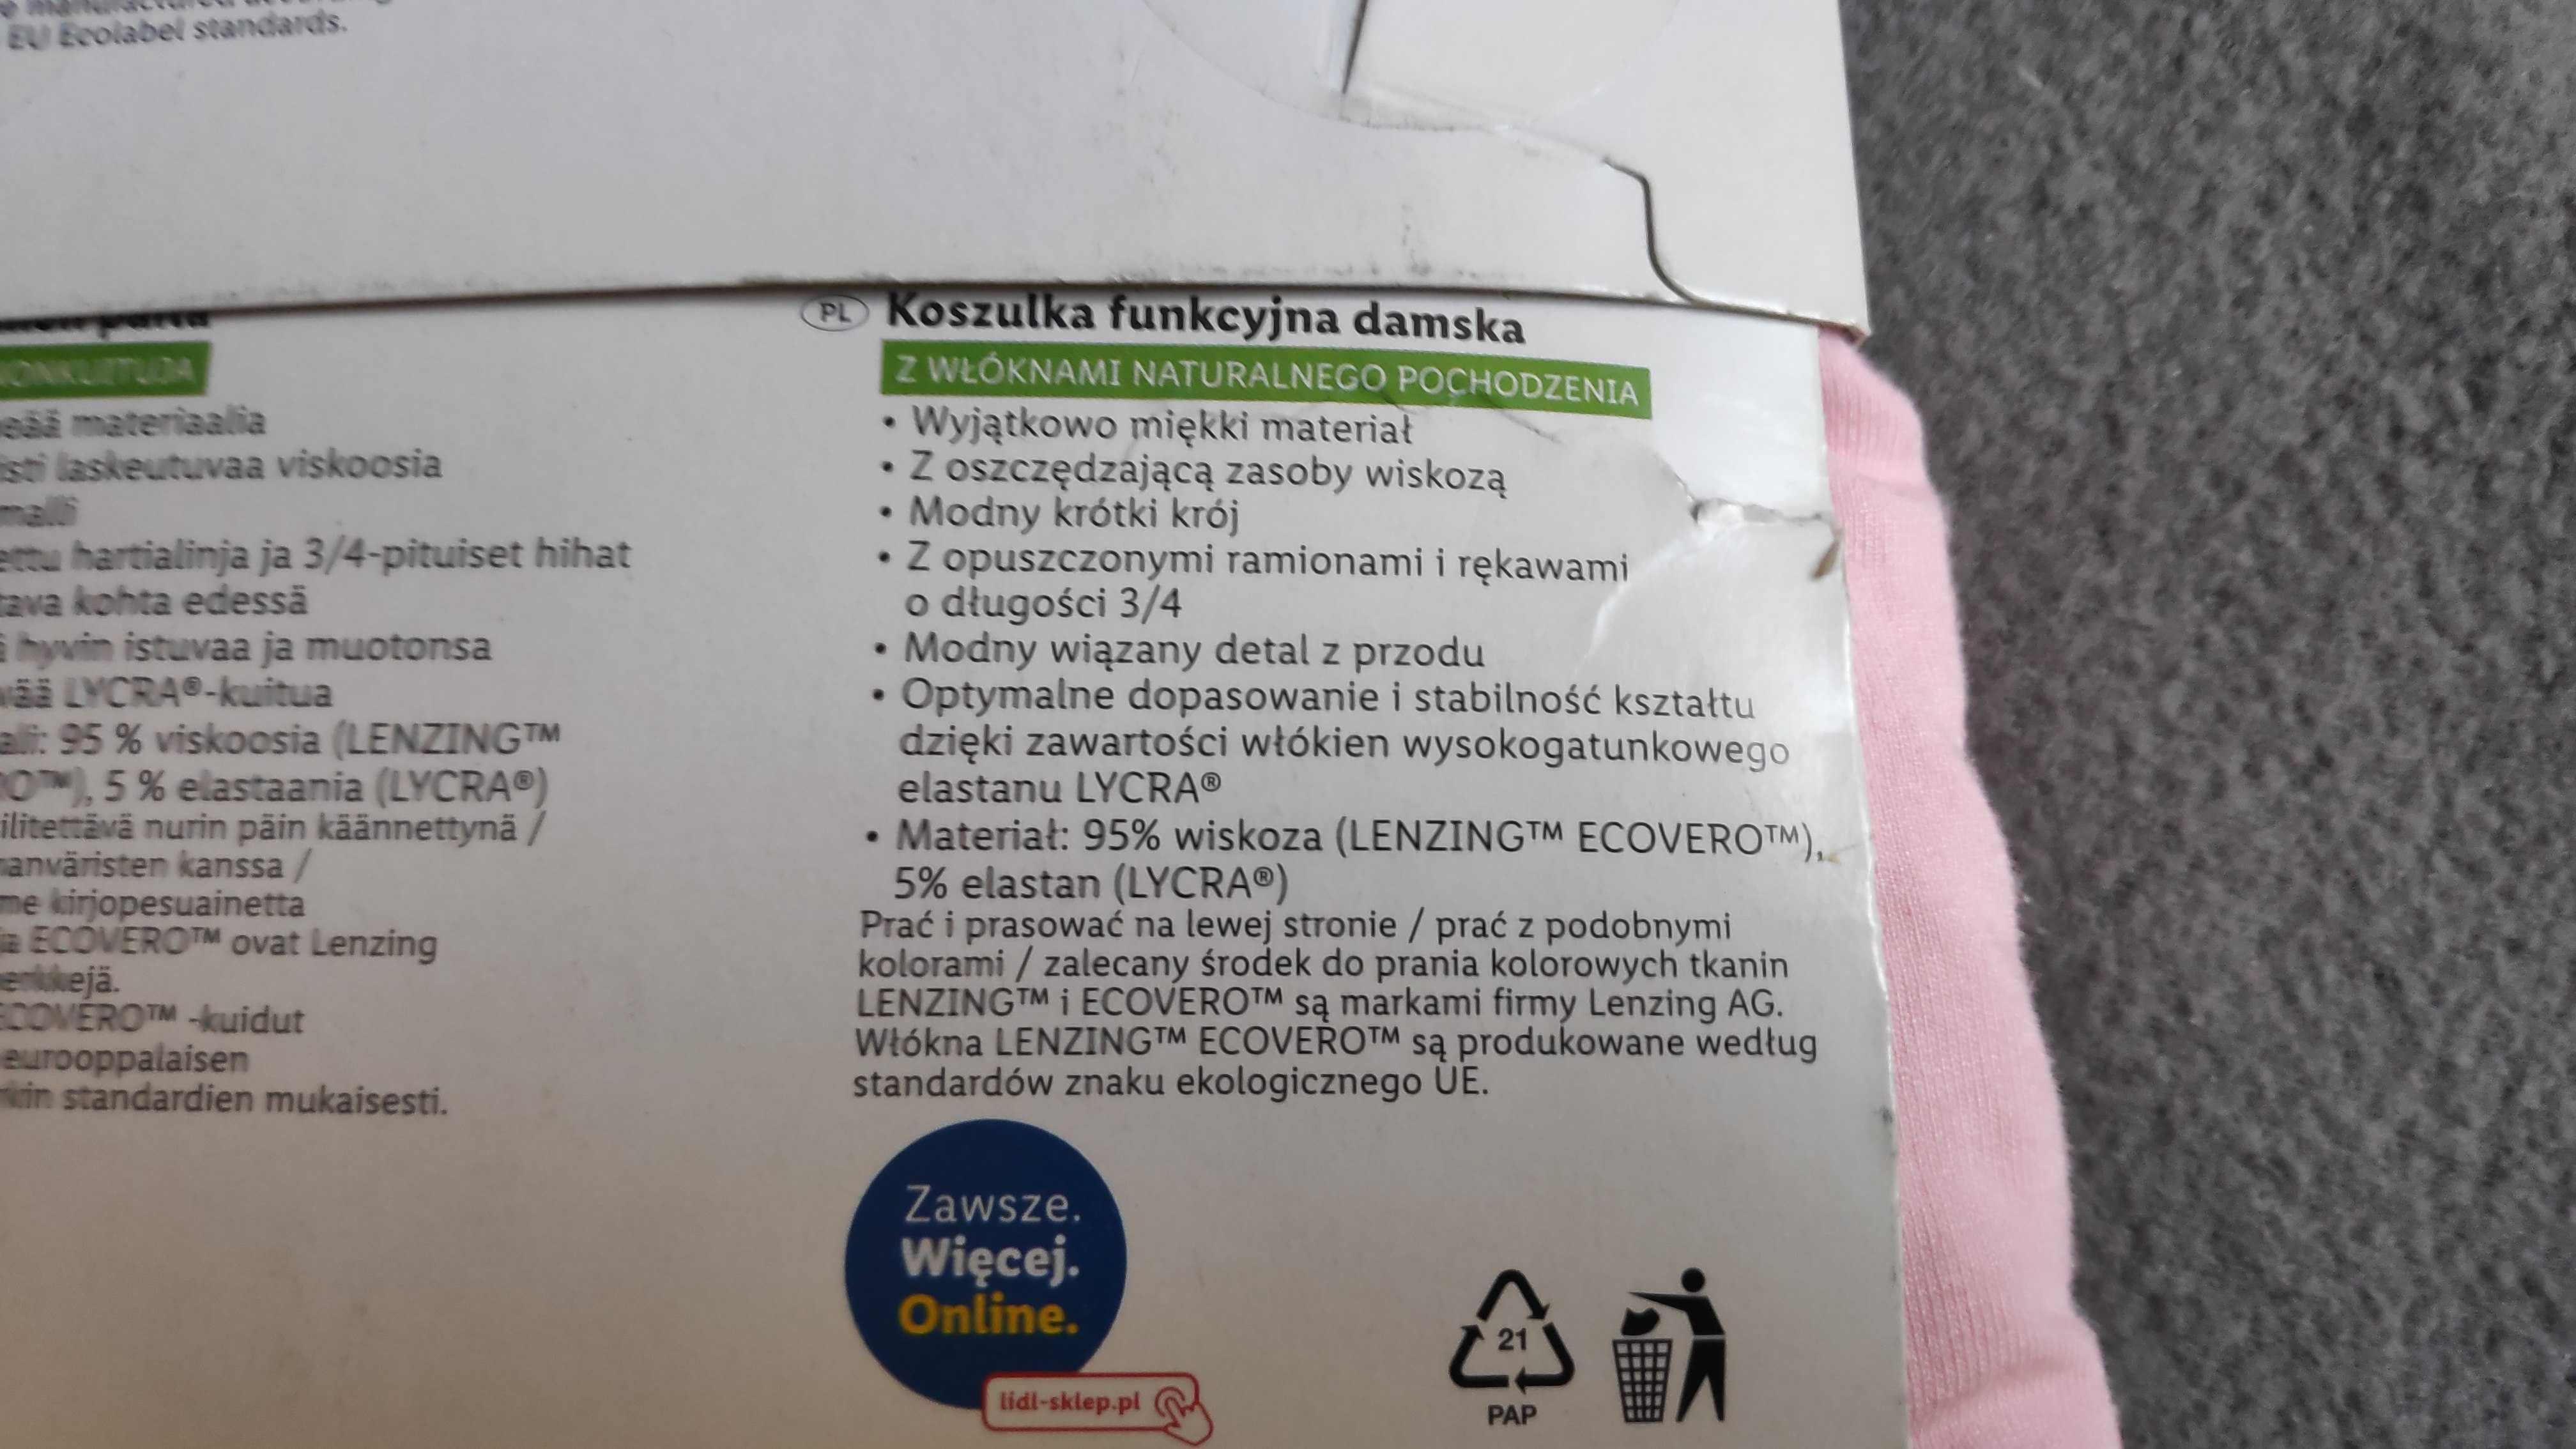 EU Ecolabel standards.
materiaalia
laskeutuvaa viskoosia
malli
hartialinja ja 3/4-pituiset hihat
kohta edessä
hyvin istuvaa ja muotonsa
LYCRA®-kuitua
95 % viskoosia (LENZING™
5 % elastaania (LYCRA®)
nurin päin käännettynä /
kanssa /
kirjopesuainetta
ja ECOVERO™ ovat Lenzing
ECOVERO™ -kuidut
eurooppalaisen
standardien mukaisesti.
PL Koszulka funkcyjna damska
Z WŁÓKNAMI NATURALNEGO POCHODZENIA
• Wyjątkowo miękki materiał
• Z oszczędzającą zasoby wiskozą
• Modny krótki krój
• Z opuszczonymi ramionami i rękawami
o długości 3/4
• Modny wiązany detal z przodu
• Optymalne dopasowanie i stabilność kształtu
dzięki zawartości włókien wysokogatunkowego
elastanu LYCRA®
• Materiał: 95% wiskoza (LENZING™ ECOVERO™),
5% elastan (LYCRA®)
Prać i prasować na lewej stronie / prać z podobnymi
kolorami / zalecany środek do prania kolorowych tkanin
LENZING™ i ECOVERO™ są markami firmy Lenzing AG.
Włókna LENZING™ ECOVERO™ są produkowane według
standardów znaku ekologicznego UE.
Zawsze.
Więcej.
Online.
lidl-sklep.pl
21
PAP